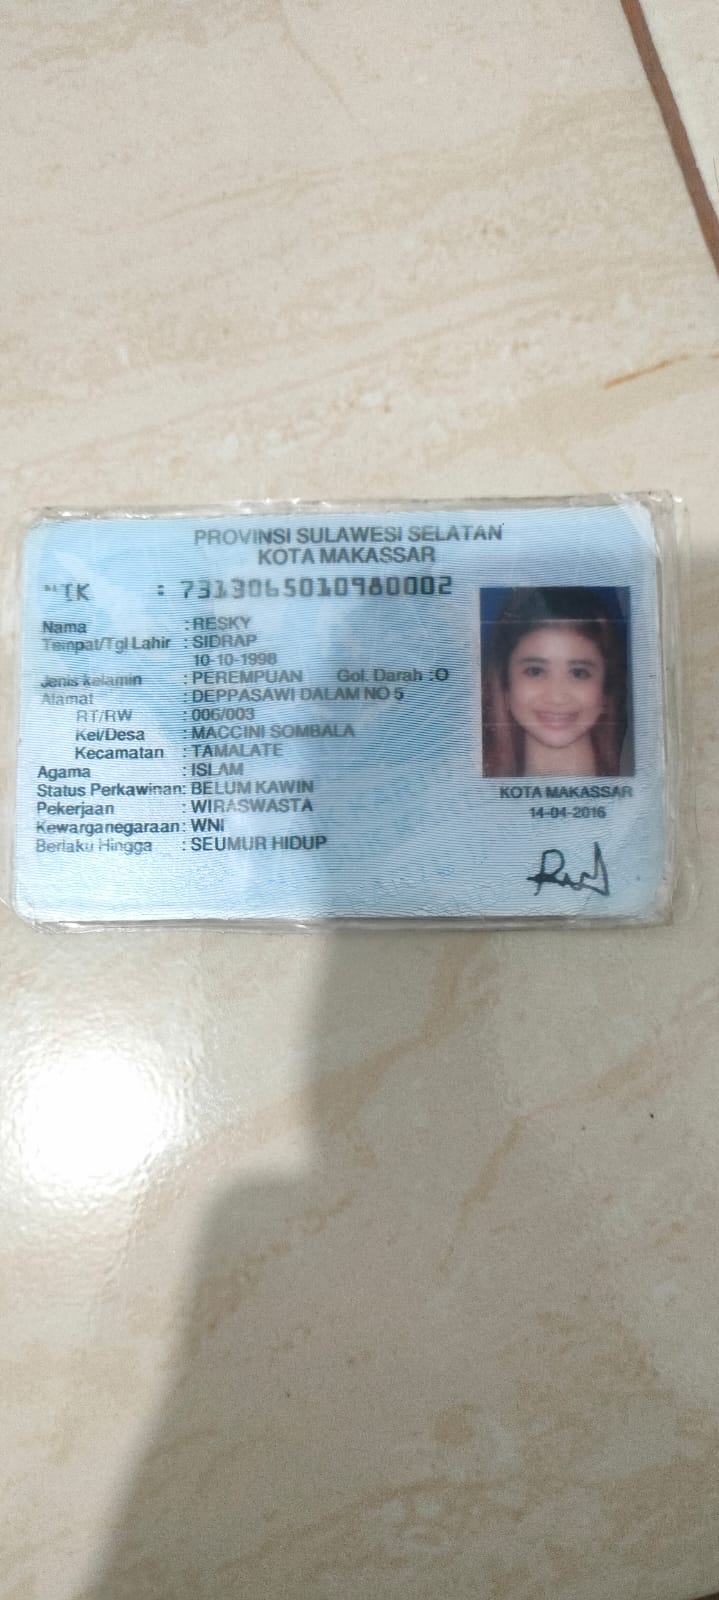 PROVINSI SULAWESI SELATAN
KOTA MAKASSAR
NIK : 7313065010980002
Nama : RESKY
Tempat/Tgl Lahir : SIDRAP
10-10-1998
Jenis kelamin : PEREMPUAN Gol. Darah :O
Alamat : DEPPASAWI DALAM NO 5
RT/RW : 006/003
Kel/Desa : MACCINI SOMBALA
Kecamatan : TAMALATE
Agama : ISLAM
Status Perkawinan: BELUM KAWIN
Pekerjaan : WIRASWASTA
Kewarganegaraan: WNI
Berlaku Hingga : SEUMUR HIDUP
KOTA MAKASSAR
14-04-2016